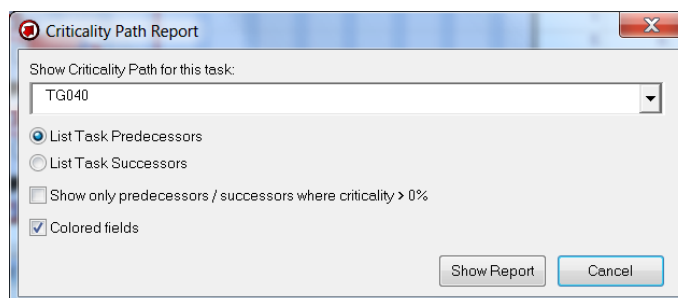 Criticality Path Report
Show Criticality Path for this task:
TG040
List Task Predecessors
List Task Successors
Show only predecessors / successors where criticality > 0%
Colored fields
Show Report Cancel